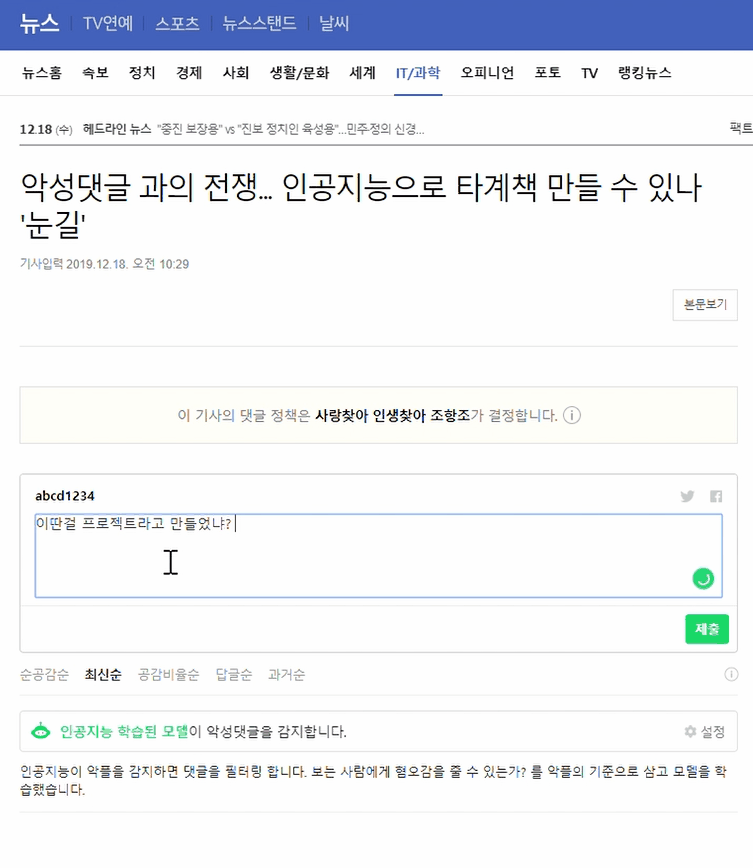 뉴스 TV연예 스포츠 뉴스스탠드 날씨
뉴스홈 속보 정치 경제 사회 생활/문화 세계 IT/과학 오피니언 포토 TV 랭킹뉴스
12.18 (수) 헤드라인 뉴스 "중진 보장용" vs "진보 정치인 육성용"...민주·정의 신경... 팩트
악성댓글 과의 전쟁... 인공지능으로 타계책 만들 수 있나
'눈길'
기사입력 2019.12.18. 오전 10:29
본문보기
이 기사의 댓글 정책은 사랑찾아 인생찾아 조항조가 결정합니다.
abcd1234
이딴걸 프로젝트라고 만들었냐?
제출
순공감순 최신순 공감비율순 답글순 과거순
인공지능 학습된 모델이 악성댓글을 감지합니다. 설정
인공지능이 악플을 감지하면 댓글을 필터링 합니다. 보는 사람에게 혐오감을 줄 수 있는가? 를 악플의 기준으로 삼고 모델을 학
습했습니다.